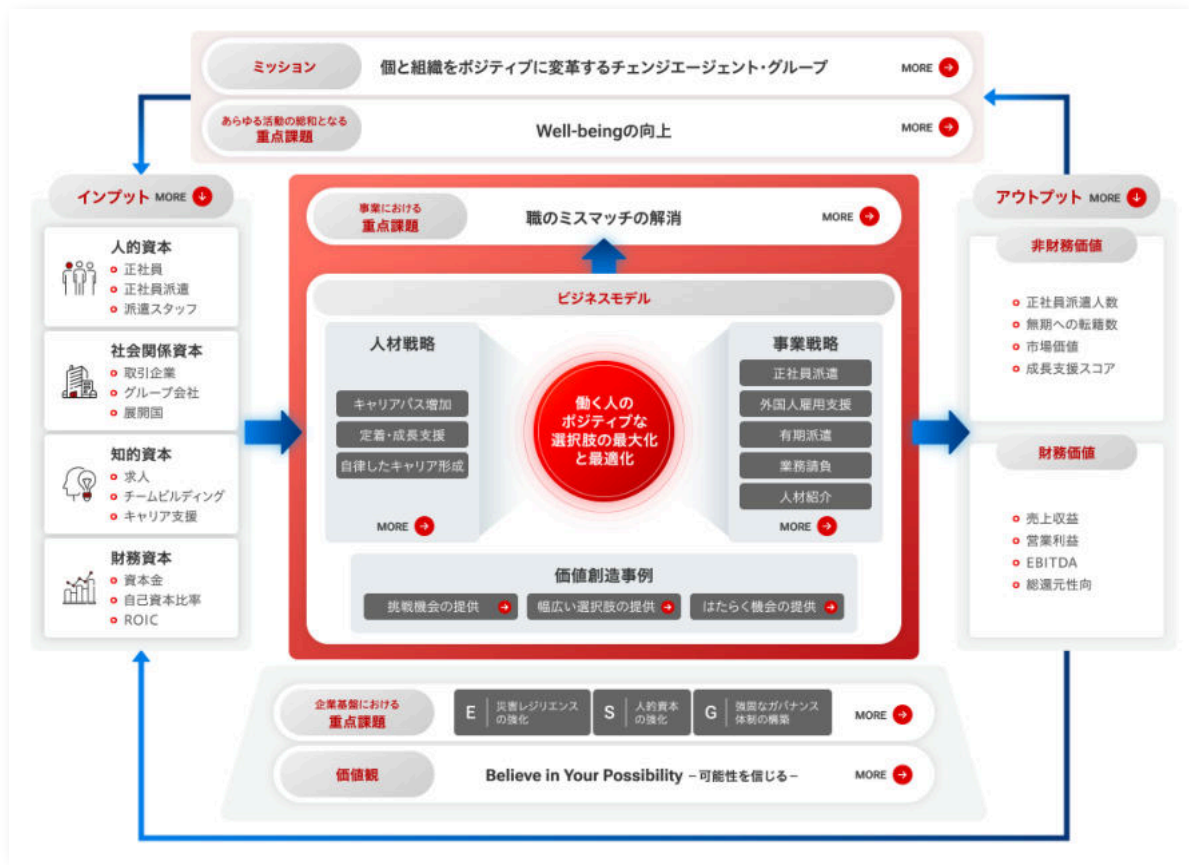 ミッション
個と組織をポジティブに変革するチェンジエージェント・グループ
MORE
あらゆる活動の総和となる
重点課題
Well-beingの向上
MORE
インプット MORE
人的資本
正社員
正社員派遣
派遣スタッフ
社会関係資本
取引企業
グループ会社
展開国
知的資本
求人
チームビルディング
キャリア支援
財務資本
資本金
自己資本比率
ROIC
事業における
重点課題
職のミスマッチの解消
MORE
ビジネスモデル
人材戦略
キャリアパス増加
定着・成長支援
自律したキャリア形成
MORE
働く人の
ポジティブな
選択肢の最大化
と最適化
事業戦略
正社員派遣
外国人雇用支援
有期派遣
業務請負
人材紹介
MORE
価値創造事例
挑戦機会の提供
幅広い選択肢の提供
はたらく機会の提供
アウトプット MORE
非財務価値
正社員派遣人数
無期への転籍数
市場価値
成長支援スコア
財務価値
売上収益
営業利益
EBITDA
総還元性向
企業基盤における
重点課題
E
災害レジリエンス
の強化
S
人的資本
の強化
G
強固なガバナンス
体制の構築
MORE
価値観
Believe in Your Possibility －可能性を信じる－
MORE